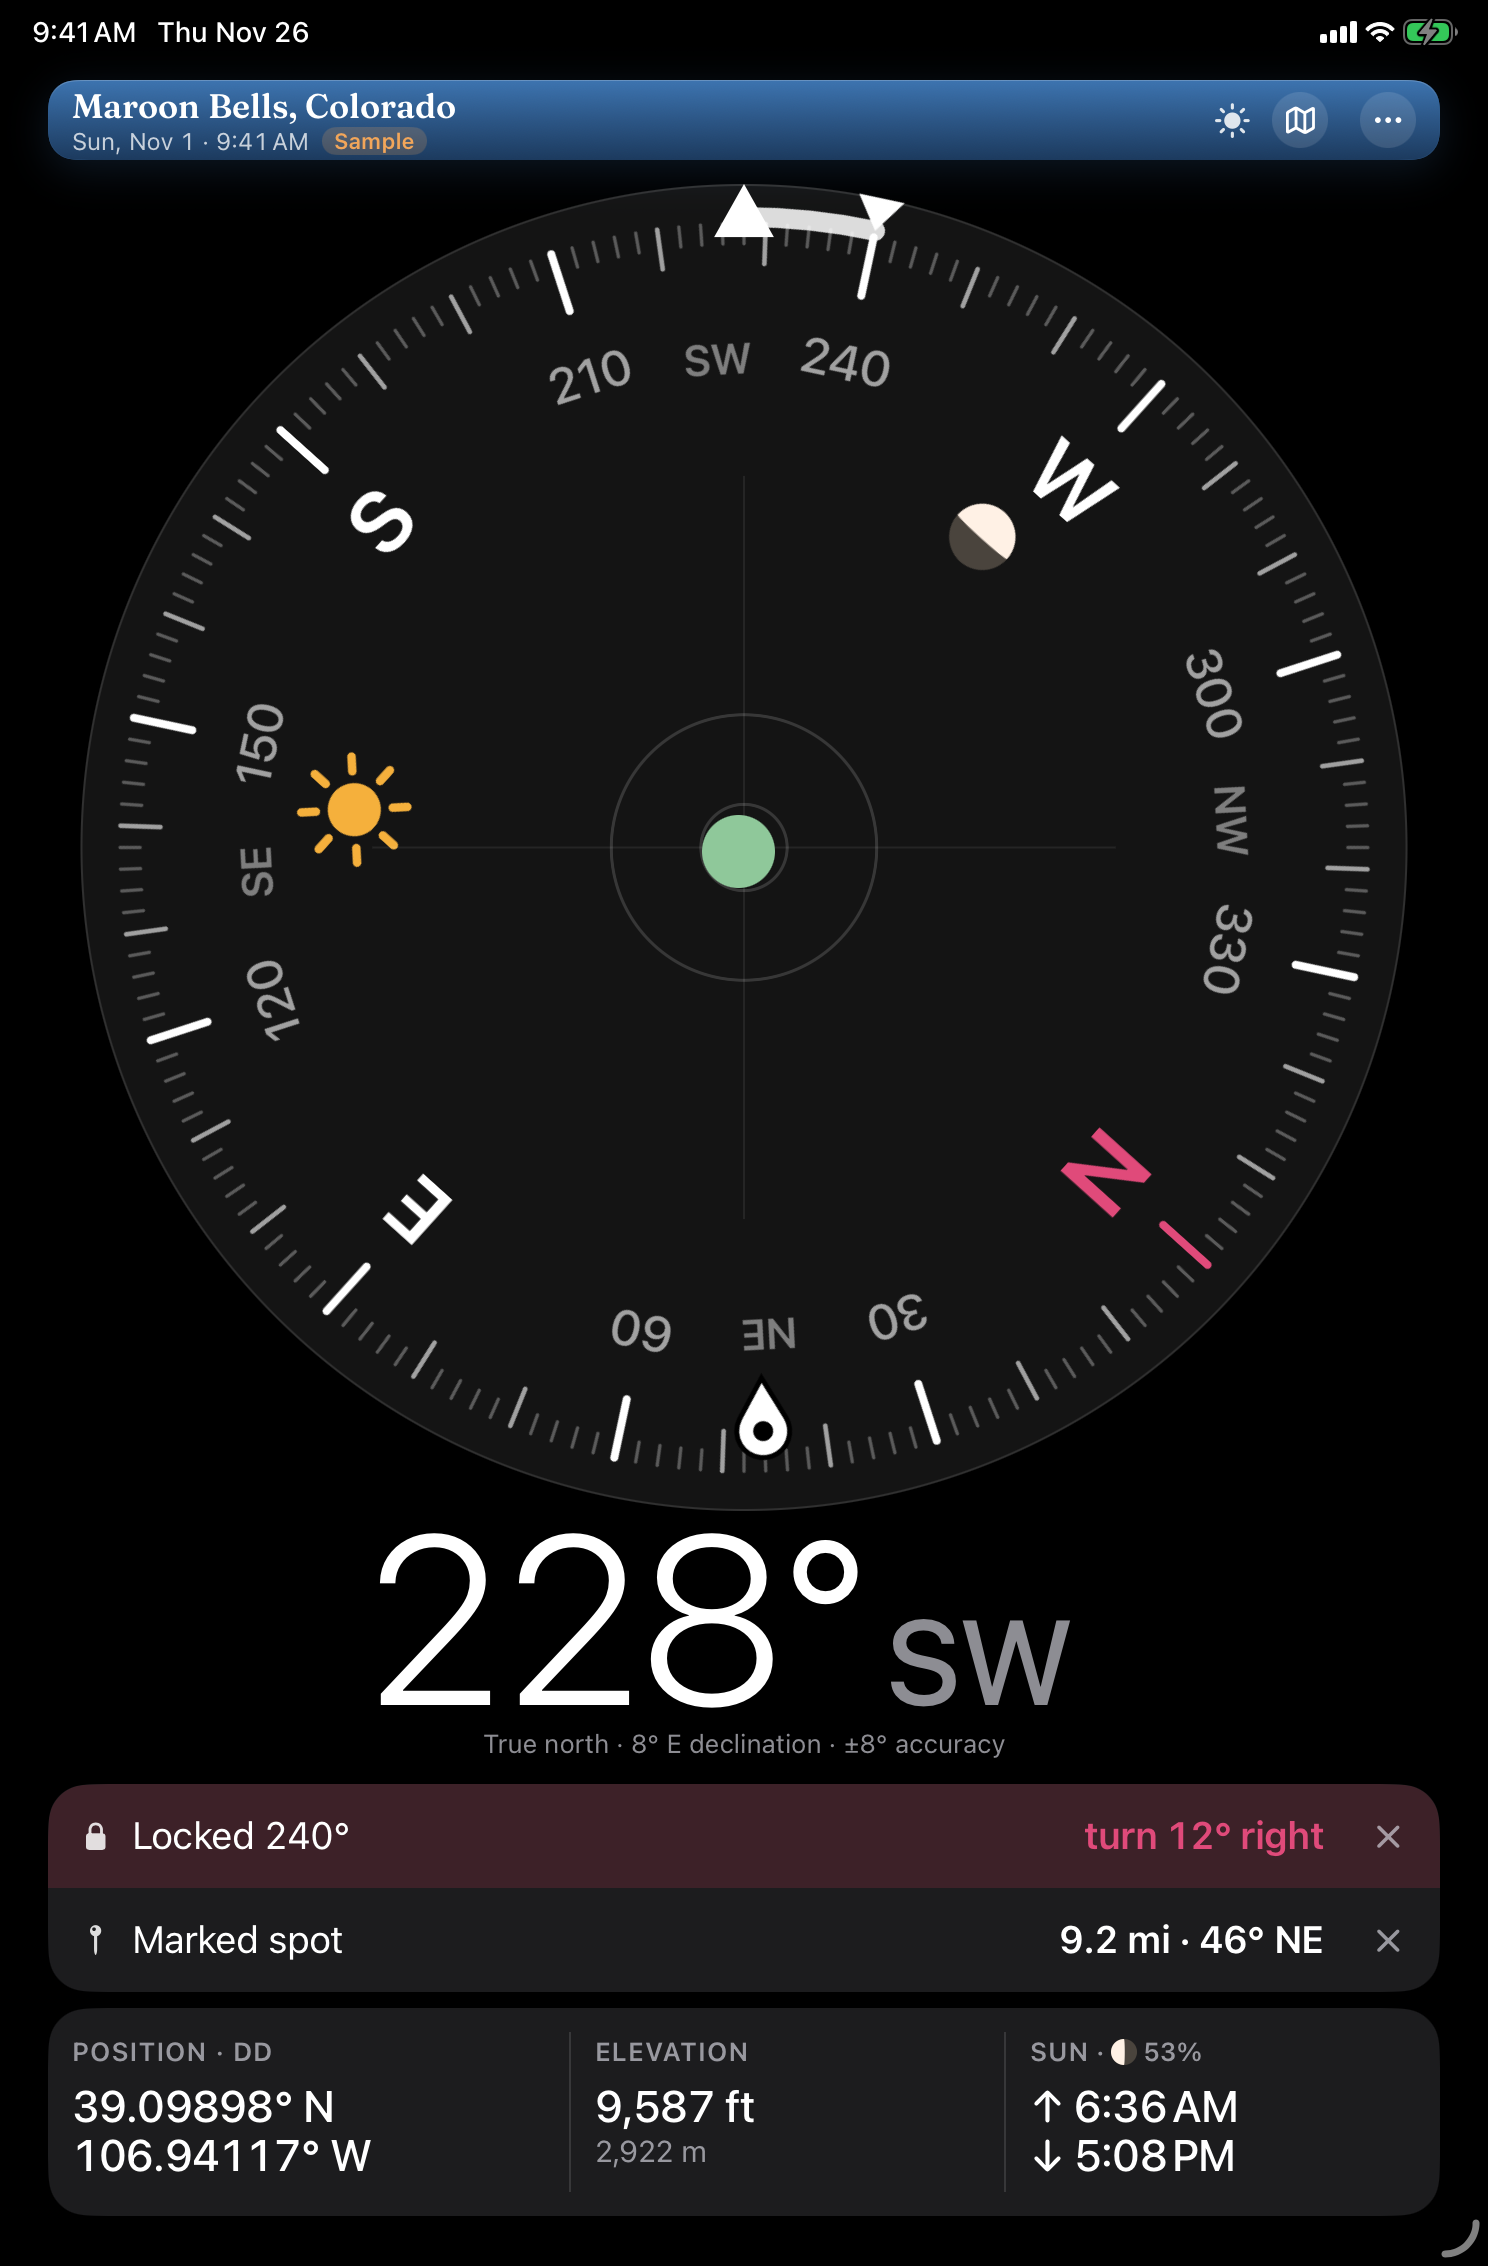 9:41 AM Thu Nov 26
Maroon Bells, Colorado
Sun, Nov 1 · 9:41 AM Sample
210
SW
240
S
W
150
300
NW
SE
330
120
N
E
60
NE
30
228° SW
True north · 8° E declination · ±8° accuracy
Locked 240° turn 12° right
Marked spot 9.2 mi · 46° NE
POSITION · DD
39.09898° N
106.94117° W
ELEVATION
9,587 ft
2,922 m
SUN · 53%
↑ 6:36 AM
↓ 5:08 PM